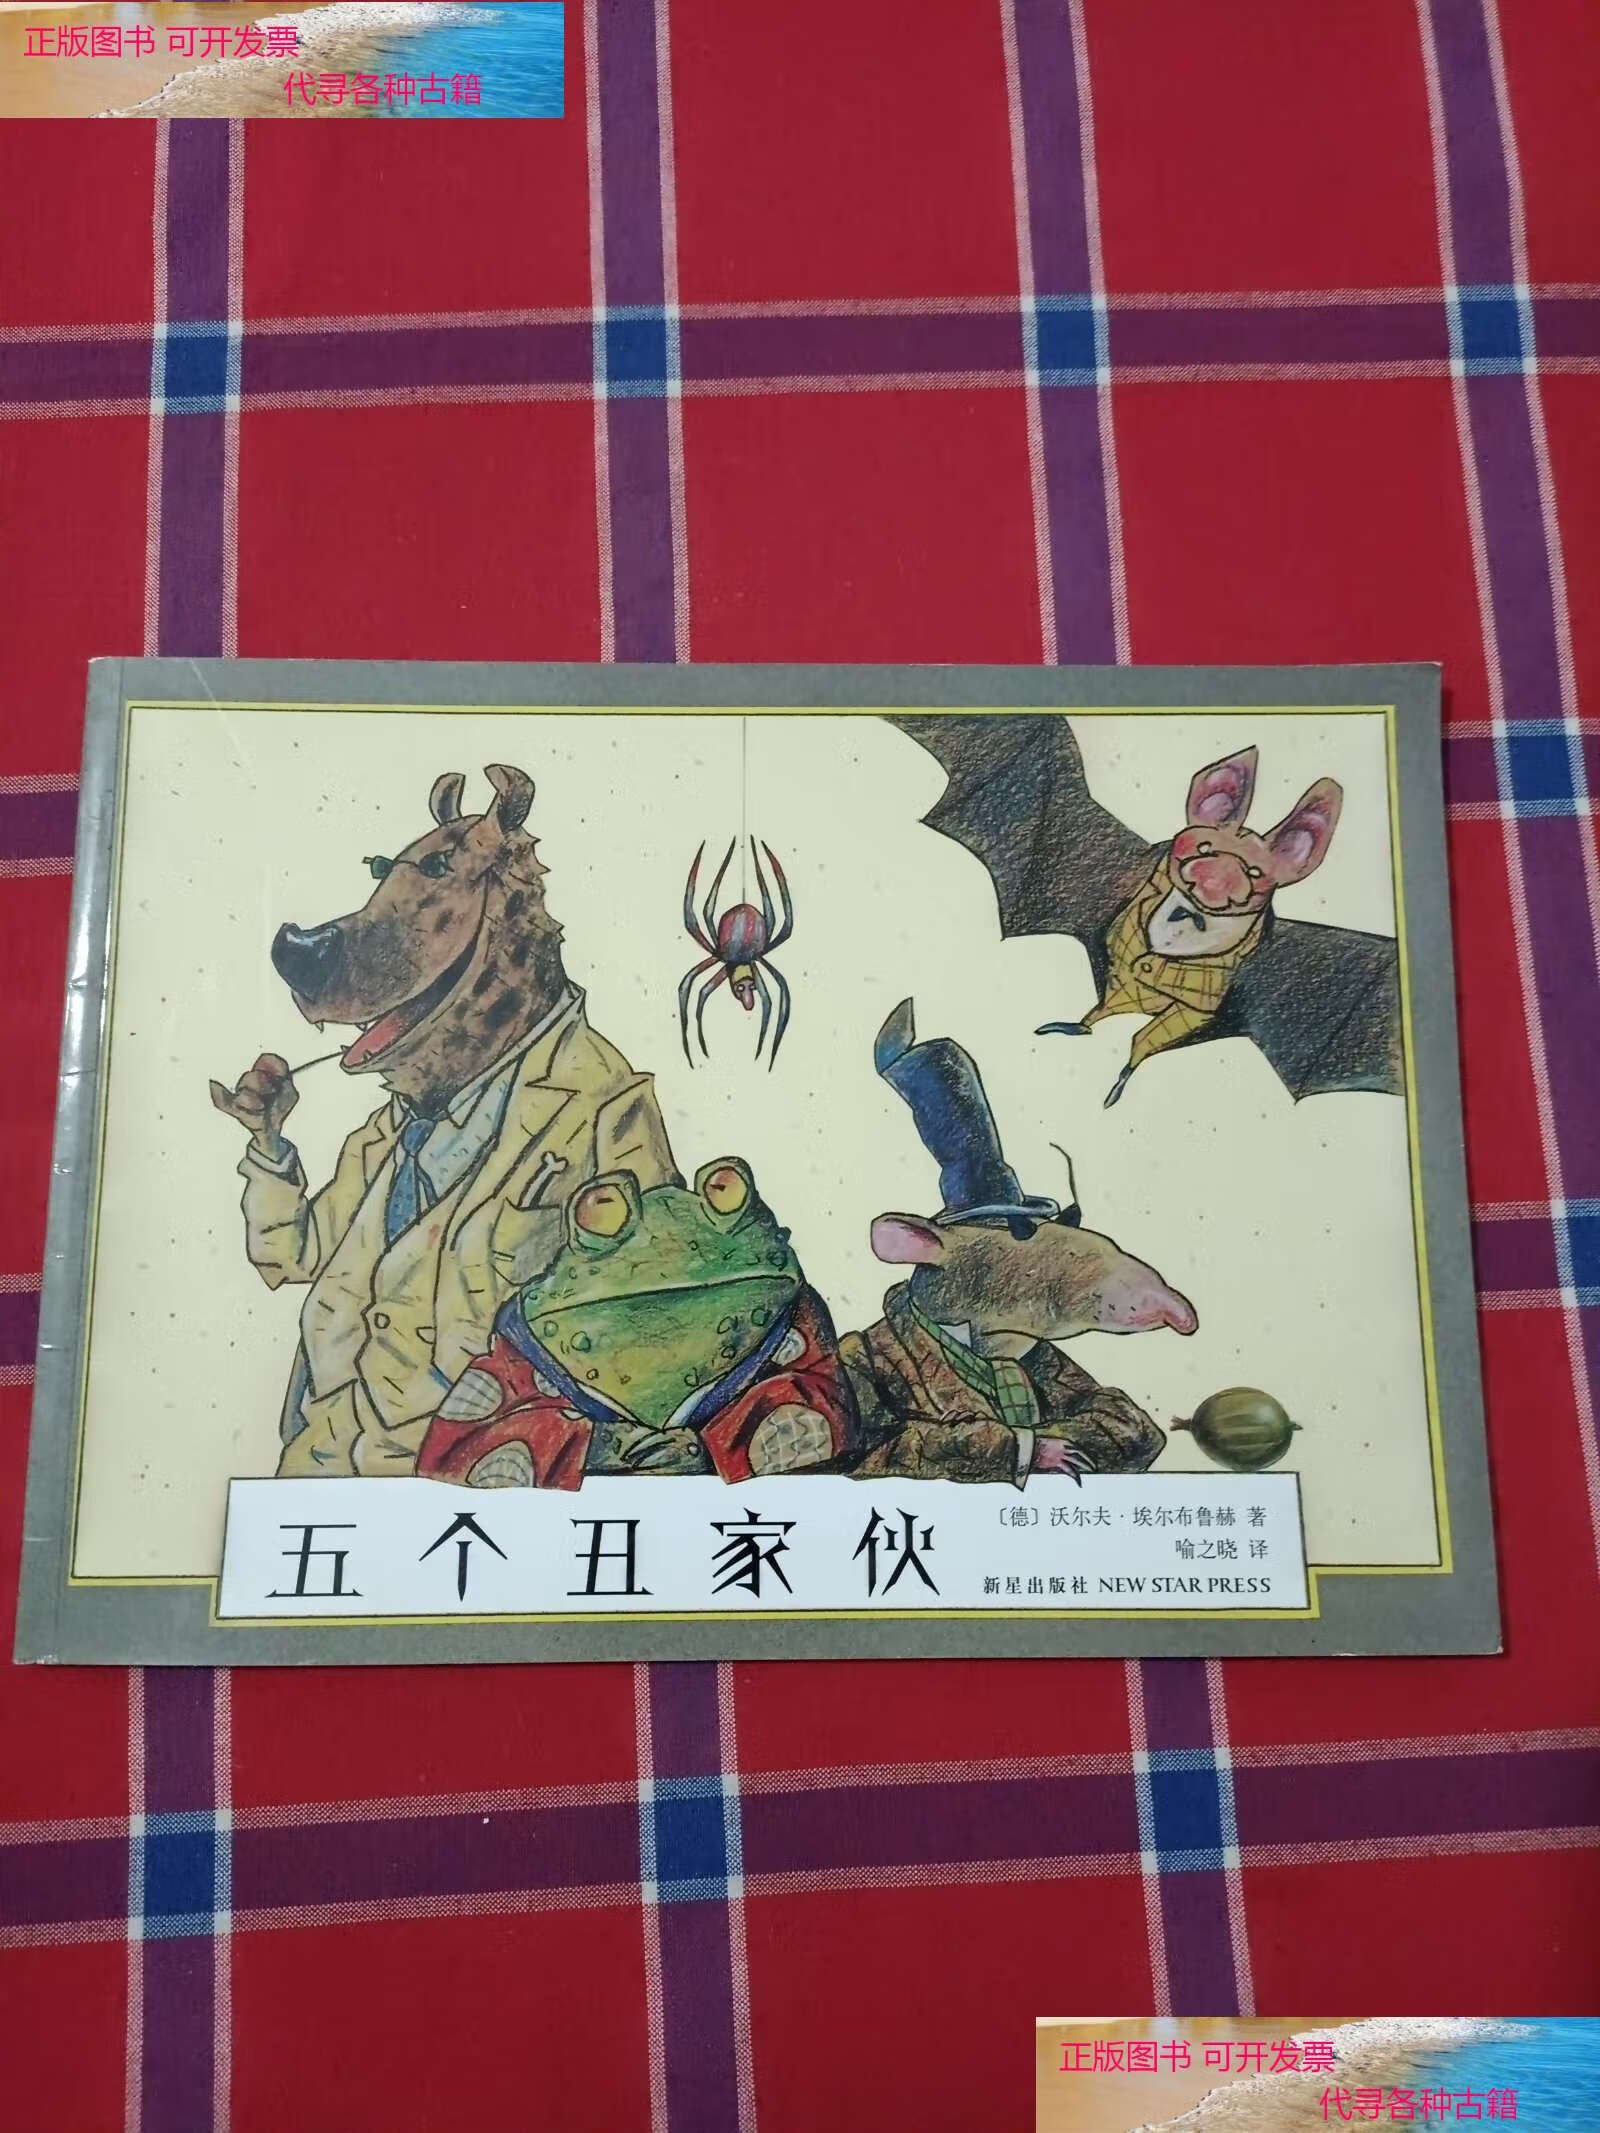 正版图书 可开发票
代寻各种古籍
五个丑家伙
〔德〕沃尔夫·埃尔布鲁赫 著
喻之晓 译
新星出版社 NEW STAR PRESS
正版图书 可开发票
代寻各种古籍